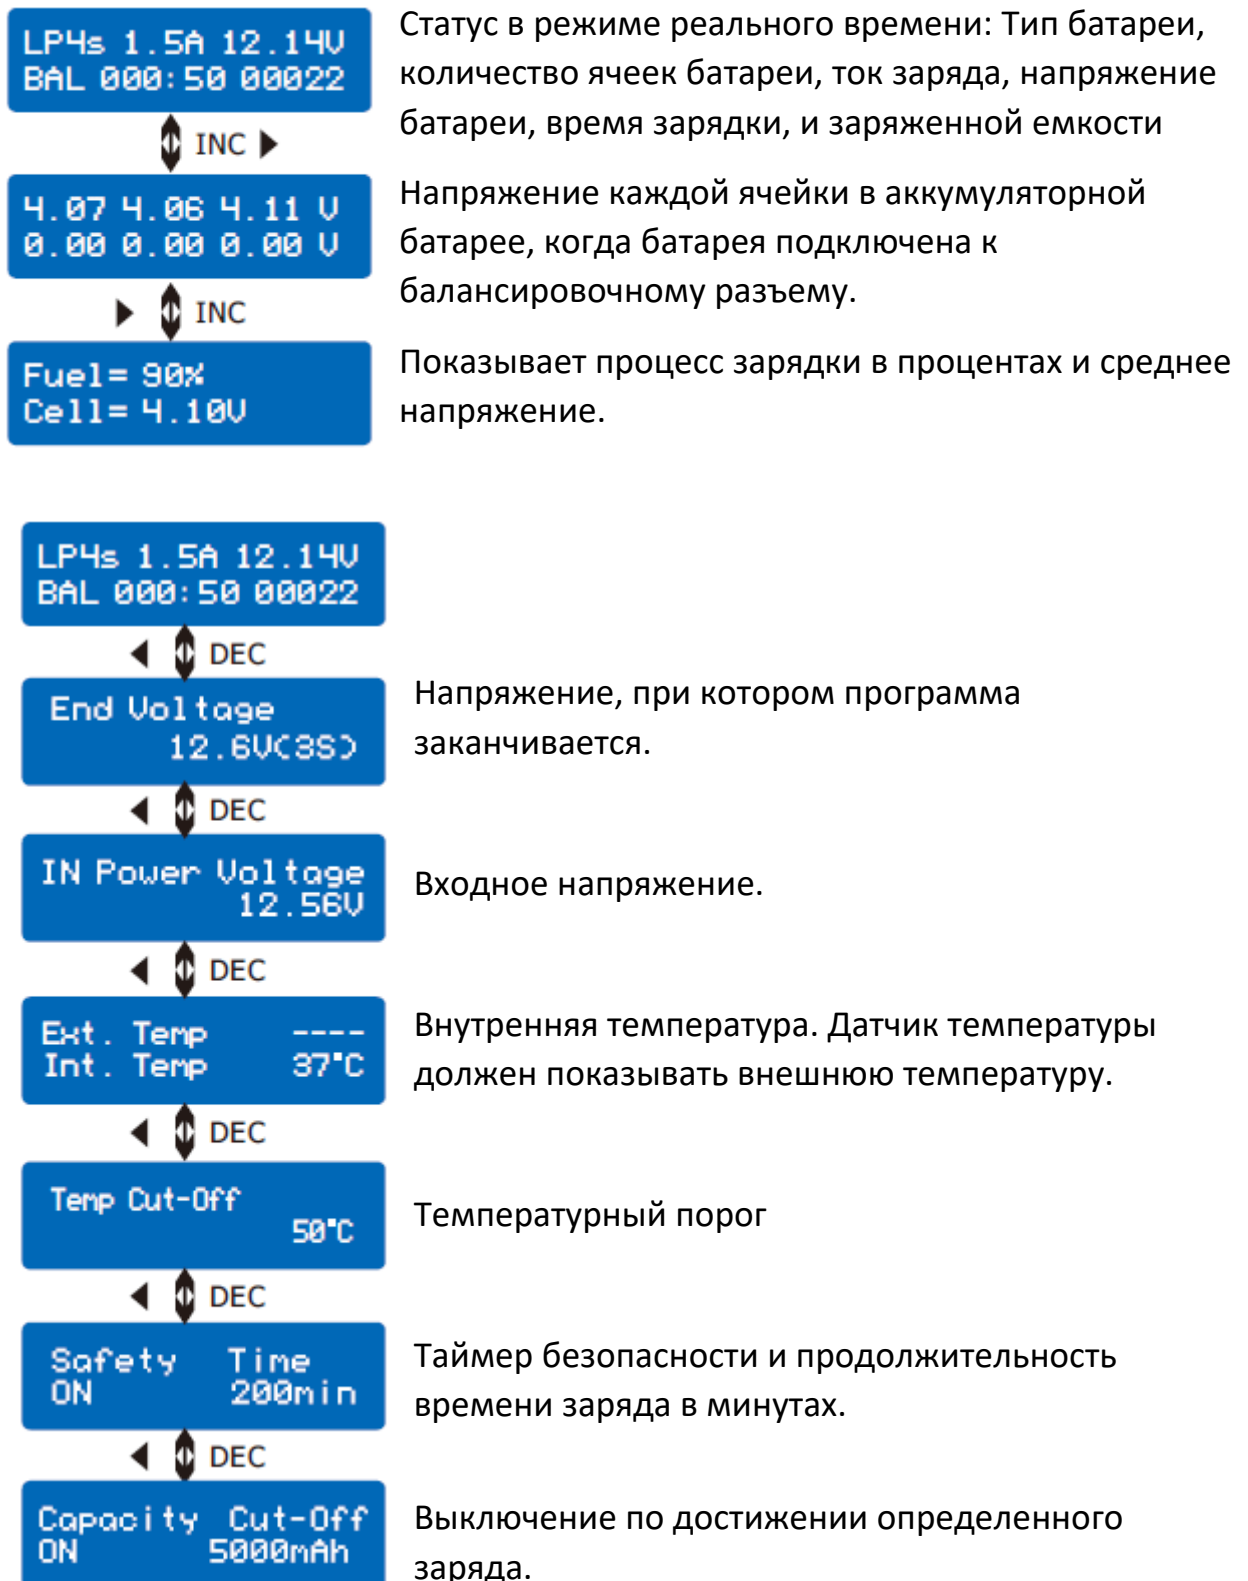 LP4s 1.5A 12.14V
BAL 000:50 00022
Статус в режиме реального времени: Тип батареи,
количество ячеек батареи, ток заряда, напряжение
батареи, время зарядки, и заряженной емкости
INC
4.07 4.06 4.11 V
0.00 0.00 0.00 V
Напряжение каждой ячейки в аккумуляторной
батарее, когда батарея подключена к
балансировочному разъему.
INC
Fuel= 90%
Cell= 4.10V
Показывает процесс зарядки в процентах и среднее
напряжение.
LP4s 1.5A 12.14V
BAL 000:50 00022
DEC
End Voltage
12.6V(3S)
Напряжение, при котором программа
заканчивается.
DEC
IN Power Voltage
12.56V
Входное напряжение.
DEC
Ext. Temp ----
Int. Temp 37°C
Внутренняя температура. Датчик температуры
должен показывать внешнюю температуру.
DEC
Temp Cut-Off
50°C
Температурный порог
DEC
Safety Time
ON 200min
Таймер безопасности и продолжительность
времени заряда в минутах.
DEC
Capacity Cut-Off
ON 5000mAh
Выключение по достижении определенного
заряда.